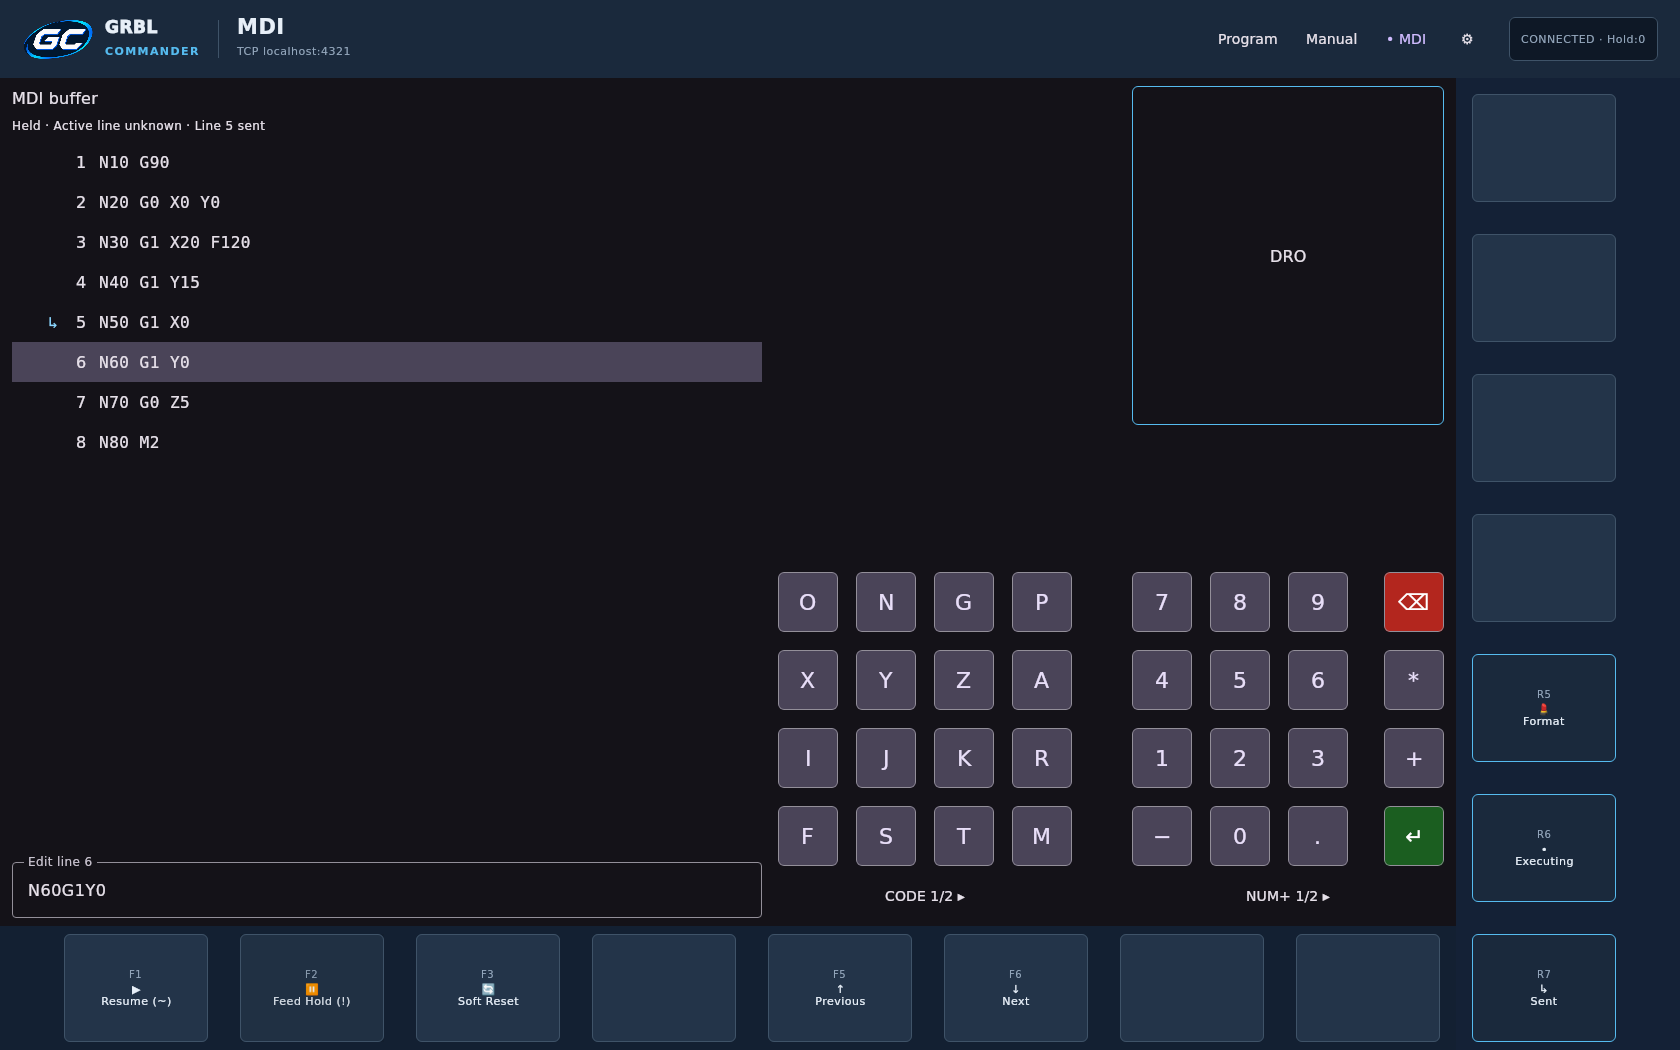 GC
GRBL
COMMANDER
MDI
TCP localhost:4321
Program
Manual
• MDI
⚙
CONNECTED · Hold:0
MDI buffer
Held · Active line unknown · Line 5 sent
1 N10 G90
2 N20 G0 X0 Y0
3 N30 G1 X20 F120
4 N40 G1 Y15
↳ 5 N50 G1 X0
6 N60 G1 Y0
7 N70 G0 Z5
8 N80 M2
DRO
O N G P 7 8 9 ⌫
X Y Z A 4 5 6 *
I J K R 1 2 3 +
F S T M − 0 . ↵
CODE 1/2 ▸
NUM+ 1/2 ▸
Edit line 6
N60G1Y0
R5
💄
Format
R6
•
Executing
R7
↳
Sent
F1
▶
Resume (~)
F2
⏸
Feed Hold (!)
F3
🔄
Soft Reset
F5
↑
Previous
F6
↓
Next